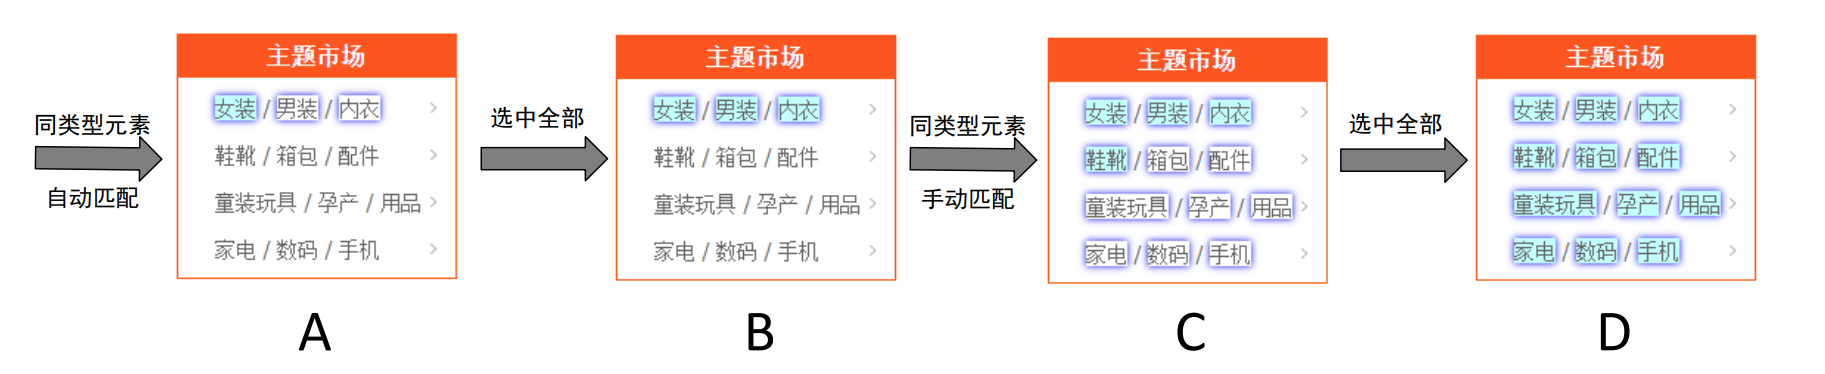 同类型元素
自动匹配
主题市场
女装 / 男装 / 内衣 >
鞋靴 / 箱包 / 配件 >
童装玩具 / 孕产 / 用品 >
家电 / 数码 / 手机 >
A
选中全部
主题市场
女装 / 男装 / 内衣 >
鞋靴 / 箱包 / 配件 >
童装玩具 / 孕产 / 用品 >
家电 / 数码 / 手机 >
B
同类型元素
手动匹配
主题市场
女装 / 男装 / 内衣 >
鞋靴 / 箱包 / 配件 >
童装玩具 / 孕产 / 用品 >
家电 / 数码 / 手机 >
C
选中全部
主题市场
女装 / 男装 / 内衣 >
鞋靴 / 箱包 / 配件 >
童装玩具 / 孕产 / 用品 >
家电 / 数码 / 手机 >
D